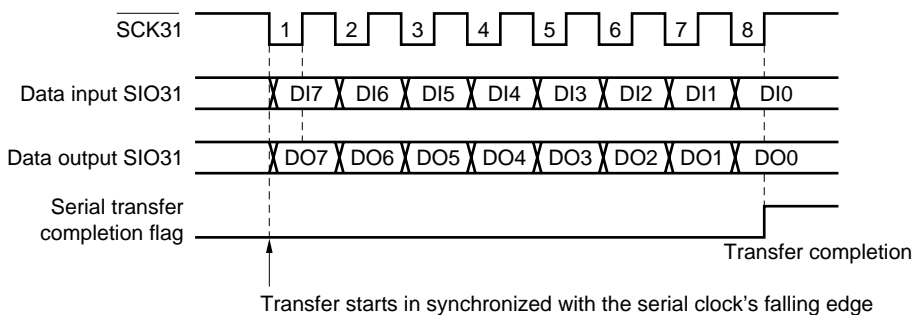 SCK31
1 2 3 4 5 6 7 8
Data input SIO31
DI7 DI6 DI5 DI4 DI3 DI2 DI1 DI0
Data output SIO31
DO7 DO6 DO5 DO4 DO3 DO2 DO1 DO0
Serial transfer
completion flag
Transfer completion
Transfer starts in synchronized with the serial clock's falling edge